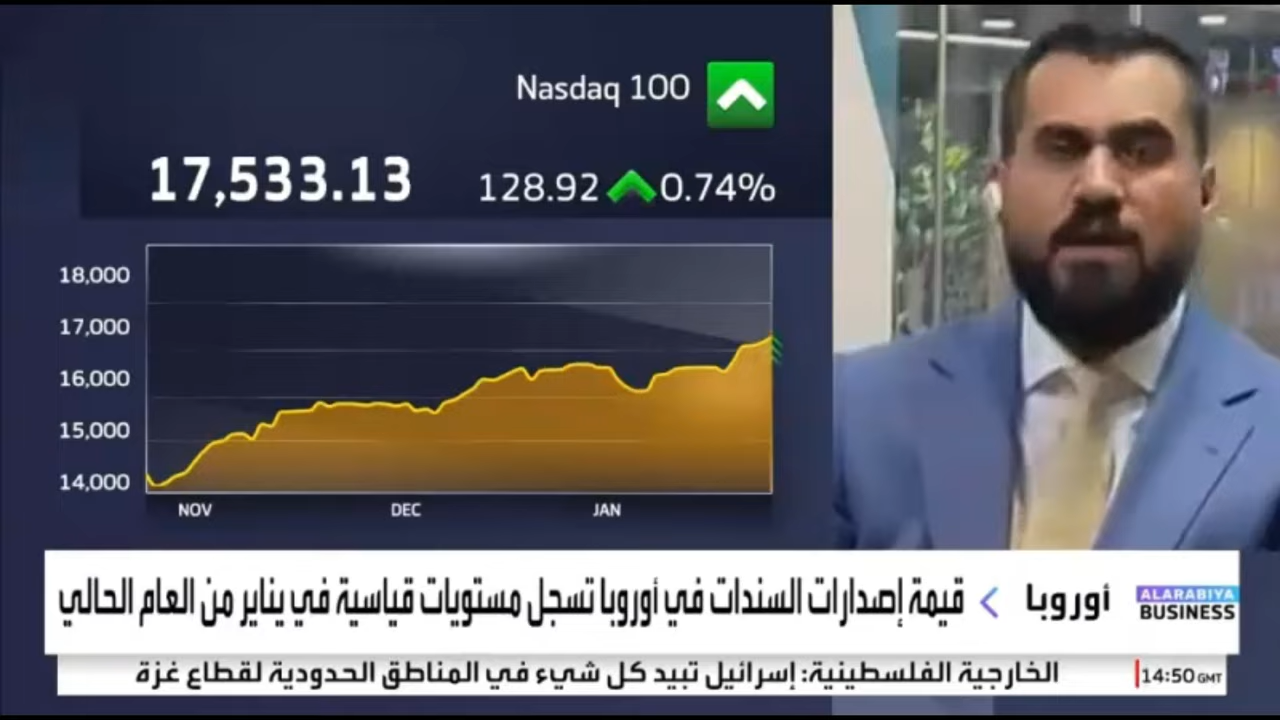 Nasdaq 100
17,533.13 128.92 0.74%
18,000
17,000
16,000
15,000
14,000
NOV DEC JAN
ALARABIYA
BUSINESS
أوروبا
قيمة إصدارات السندات في أوروبا تسجل مستويات قياسية في يناير من العام الحالي
14:50 GMT
الخارجية الفلسطينية: إسرائيل تبيد كل شيء في المناطق الحدودية لقطاع غزة